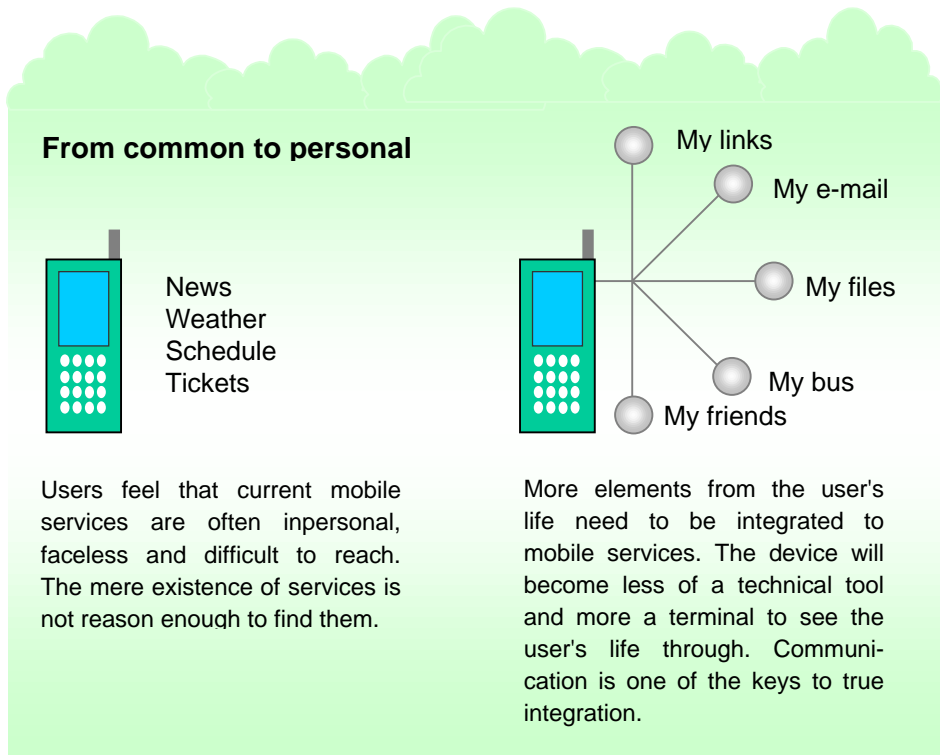 From common to personal
News
Weather
Schedule
Tickets
Users feel that current mobile
services are often inpersonal,
faceless and difficult to reach.
The mere existence of services is
not reason enough to find them.
My links
My e-mail
My files
My bus
My friends
More elements from the user's
life need to be integrated to
mobile services. The device will
become less of a technical tool
and more a terminal to see the
user's life through. Communi-
cation is one of the keys to true
integration.